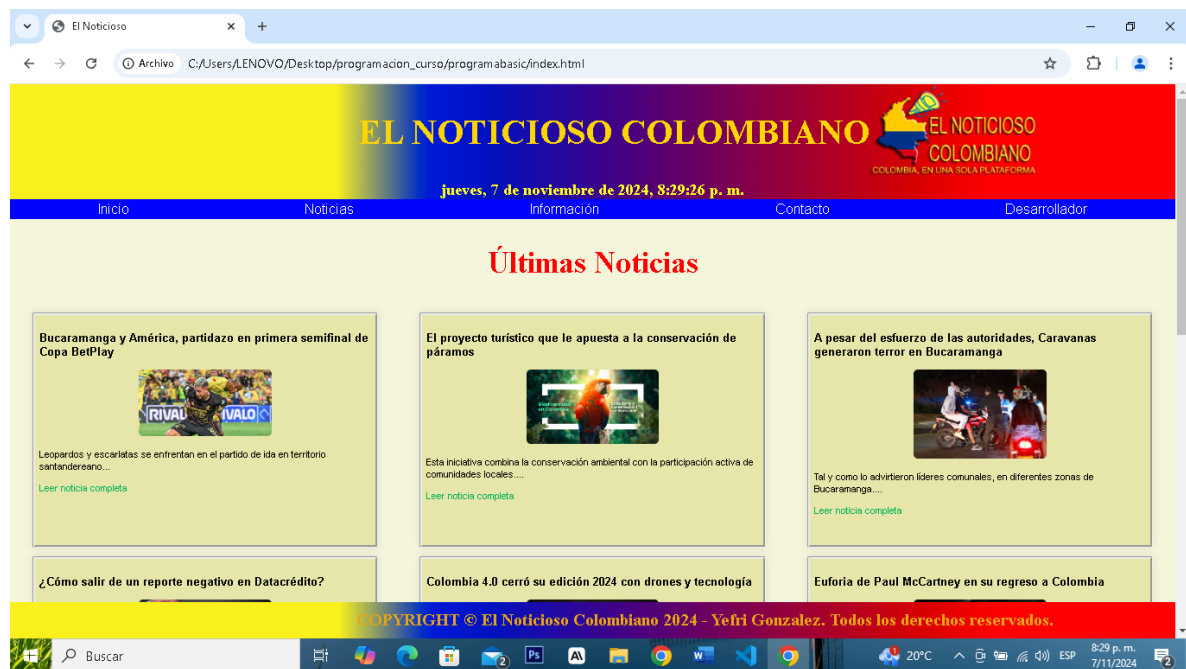 El Noticioso
Archivo C:/Users/LENOVO/Desktop/programacion_curso/programabasic/index.html
EL NOTICIOSO COLOMBIANO
EL NOTICIOSO
COLOMBIANO
COLOMBIA, EN UNA SOLA PLATAFORMA
jueves, 7 de noviembre de 2024, 8:29:26 p. m.
Inicio Noticias Información Contacto Desarrollador
Últimas Noticias
Bucaramanga y América, partidazo en primera semifinal de
Copa BetPlay
RIVALO
IVALO
Leopardos y escarlatas se enfrentan en el partido de ida en territorio
santandereano...
Leer noticia completa
El proyecto turístico que le apuesta a la conservación de
páramos
Biodiversidad
en Colombia
Esta iniciativa combina la conservación ambiental con la participación activa de
comunidades locales....
Leer noticia completa
A pesar del esfuerzo de las autoridades, Caravanas
generaron terror en Bucaramanga
Tal y como lo advirtieron líderes comunales, en diferentes zonas de
Bucaramanga....
Leer noticia completa
¿Cómo salir de un reporte negativo en Datacrédito?
Colombia 4.0 cerró su edición 2024 con drones y tecnología
Euforia de Paul McCartney en su regreso a Colombia
COPYRIGHT © El Noticioso Colombiano 2024 - Yefri Gonzalez. Todos los derechos reservados.
Buscar
2
Ps
20°C
ESP
8:29 p. m.
7/11/2024
2